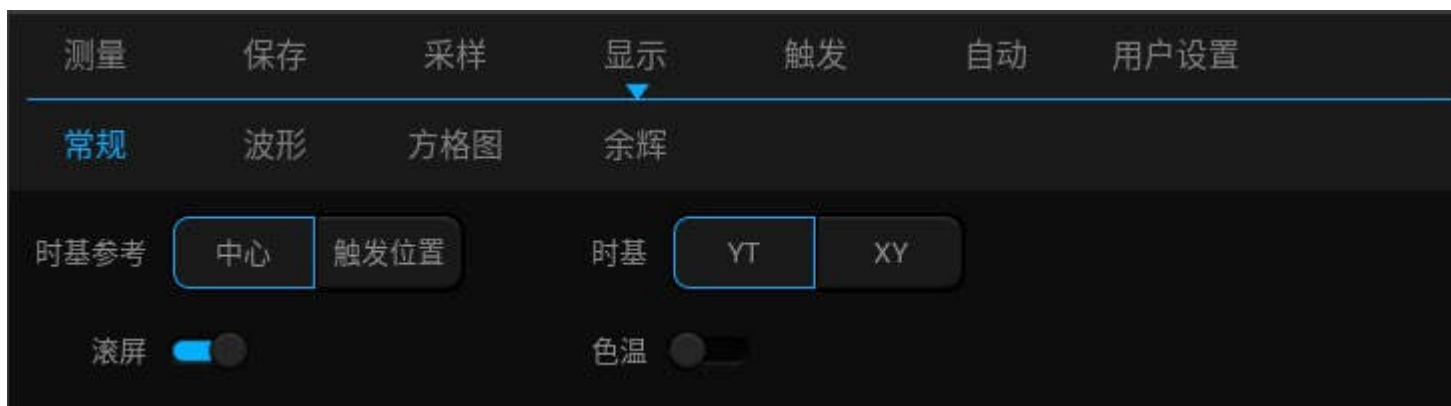 测量 保存 采样 显示 触发 自动 用户设置
常规 波形 方格图 余辉
时基参考 中心 触发位置 时基 YT XY
滚屏 色温